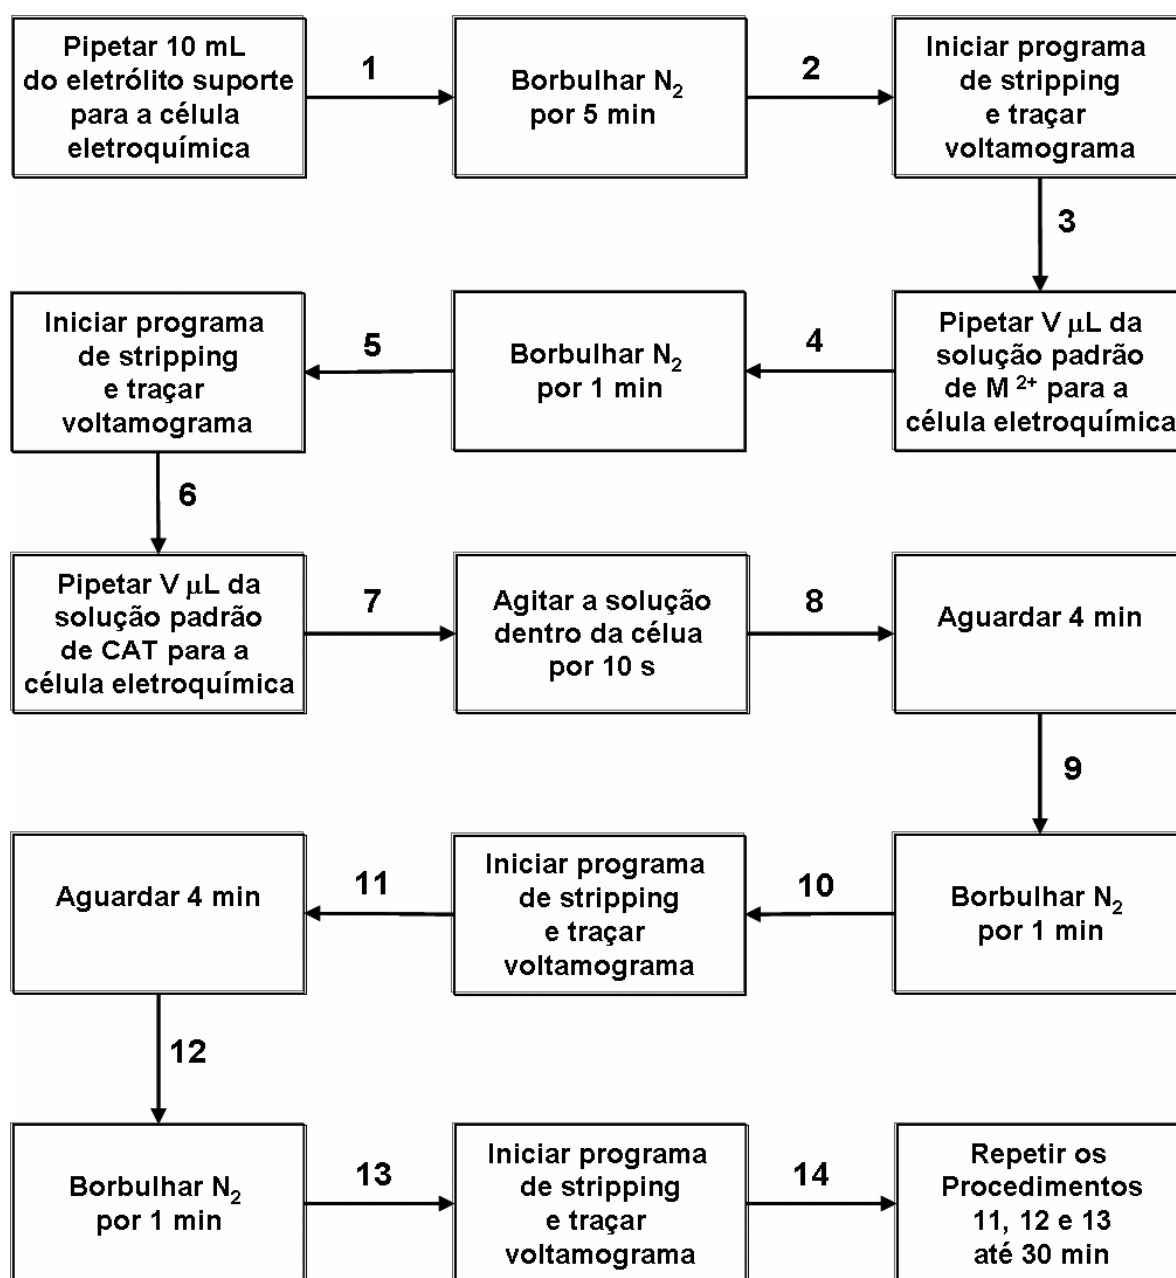 Pipetar 10 mL
do eletrólito suporte
para a célula
eletroquímica
1
Borbulhar N₂
por 5 min
2
Iniciar programa
de stripping
e traçar
voltamograma
3
Pipetar V μL da
solução padrão
de M ²⁺ para a
célula eletroquímica
4
Borbulhar N₂
por 1 min
5
Iniciar programa
de stripping
e traçar
voltamograma
6
Pipetar V μL da
solução padrão
de CAT para a
célula eletroquímica
7
Agitar a solução
dentro da célua
por 10 s
8
Aguardar 4 min
9
Borbulhar N₂
por 1 min
10
Iniciar programa
de stripping
e traçar
voltamograma
11
Aguardar 4 min
12
Borbulhar N₂
por 1 min
13
Iniciar programa
de stripping
e traçar
voltamograma
14
Repetir os
Procedimentos
11, 12 e 13
até 30 min